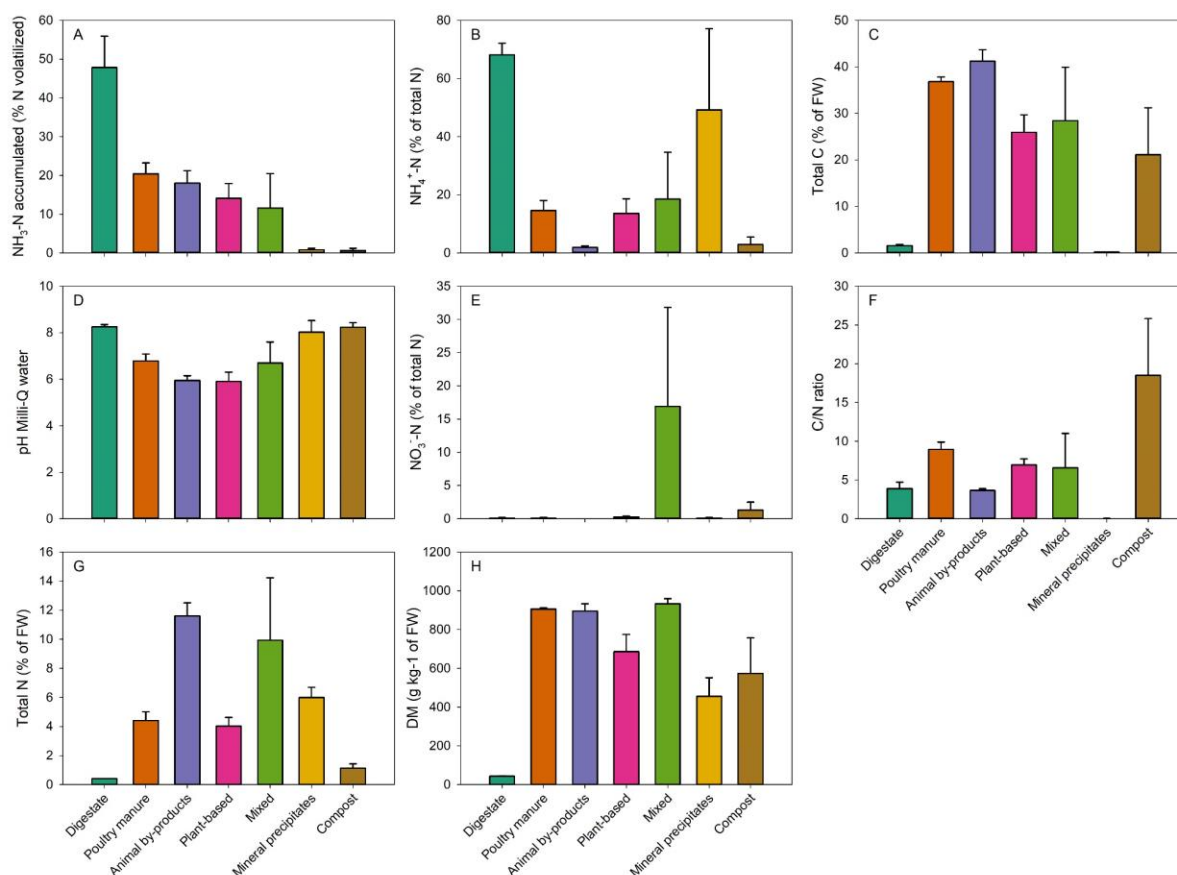 A
NH₃-N accumulated (% N volatilized)
60
50
40
30
20
10
0
B
NH₄⁺-N (% of total N)
80
60
40
20
0
C
Total C (% of FW)
50
40
30
20
10
0
D
pH Milli-Q water
10
8
6
4
2
0
E
NO₃⁻-N (% of total N)
35
30
25
20
15
10
5
0
F
C/N ratio
30
25
20
15
10
5
0
Digestate
Poultry manure
Animal by-products
Plant-based
Mixed
Mineral precipitates
Compost
G
Total N (% of FW)
16
14
12
10
8
6
4
2
0
Digestate
Poultry manure
Animal by-products
Plant-based
Mixed
Mineral precipitates
Compost
H
DM (g kg-1 of FW)
1200
1000
800
600
400
200
0
Digestate
Poultry manure
Animal by-products
Plant-based
Mixed
Mineral precipitates
Compost